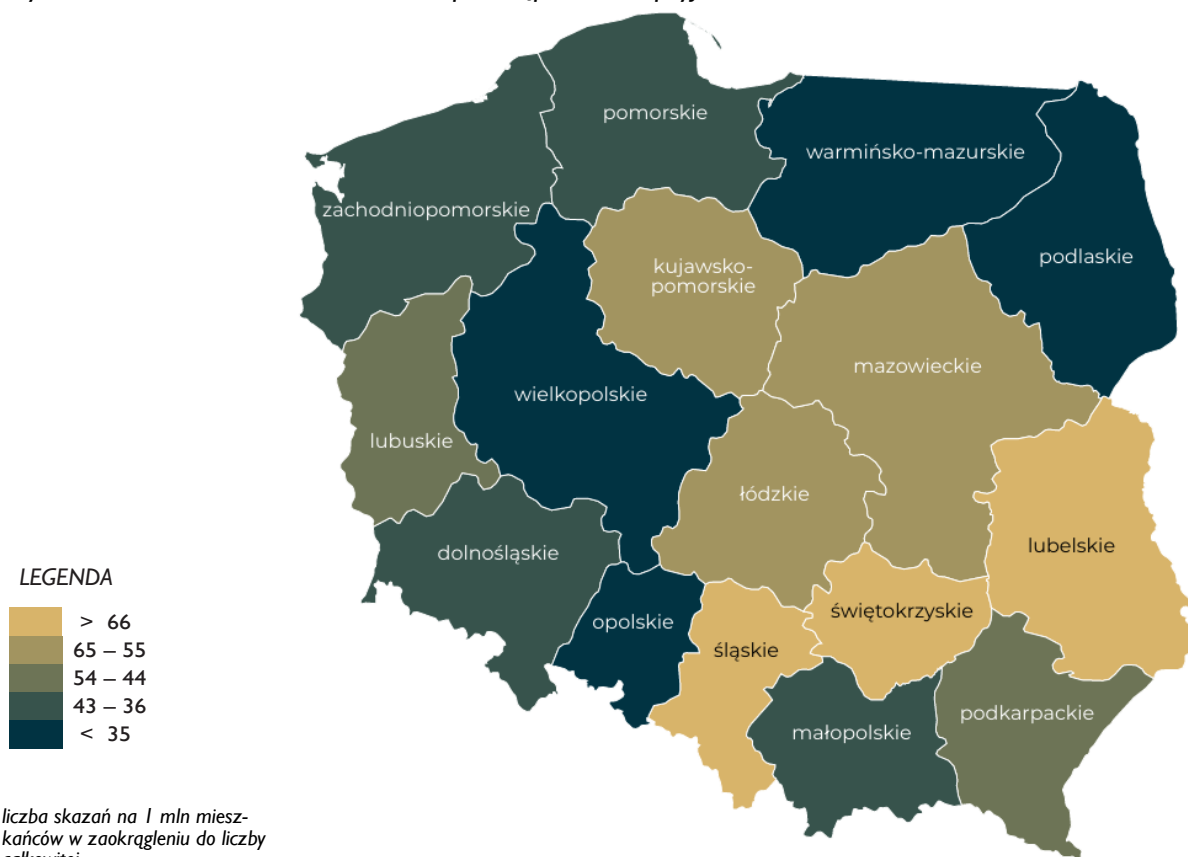 pomorskie
warmińsko-mazurskie
zachodniopomorskie
podlaskie
kujawsko-
pomorskie
mazowieckie
wielkopolskie
lubuskie
łódzkie
dolnośląskie
lubelskie
opolskie
świętokrzyskie
śląskie
podkarpackie
małopolskie
LEGENDA
> 66
65 – 55
54 – 44
43 – 36
< 35
liczba skazań na 1 mln miesz-
kańców w zaokrągleniu do liczby